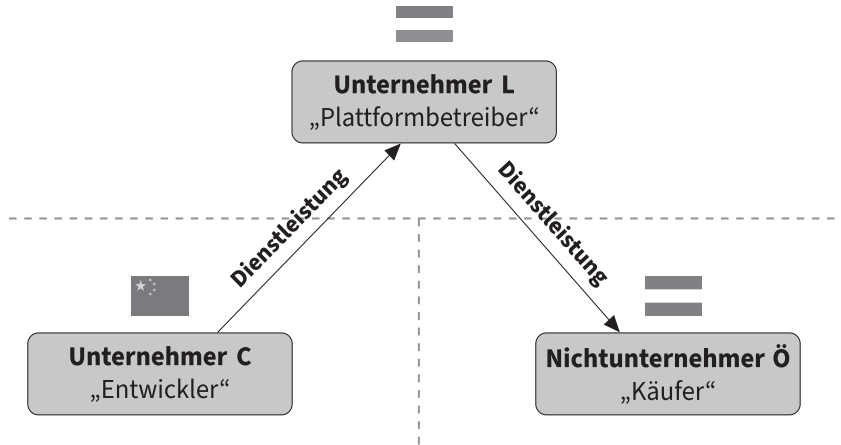 Unternehmer L
„Plattformbetreiber“
Dienstleistung
Dienstleistung
Unternehmer C
„Entwickler“
Nichtunternehmer Ö
„Käufer“